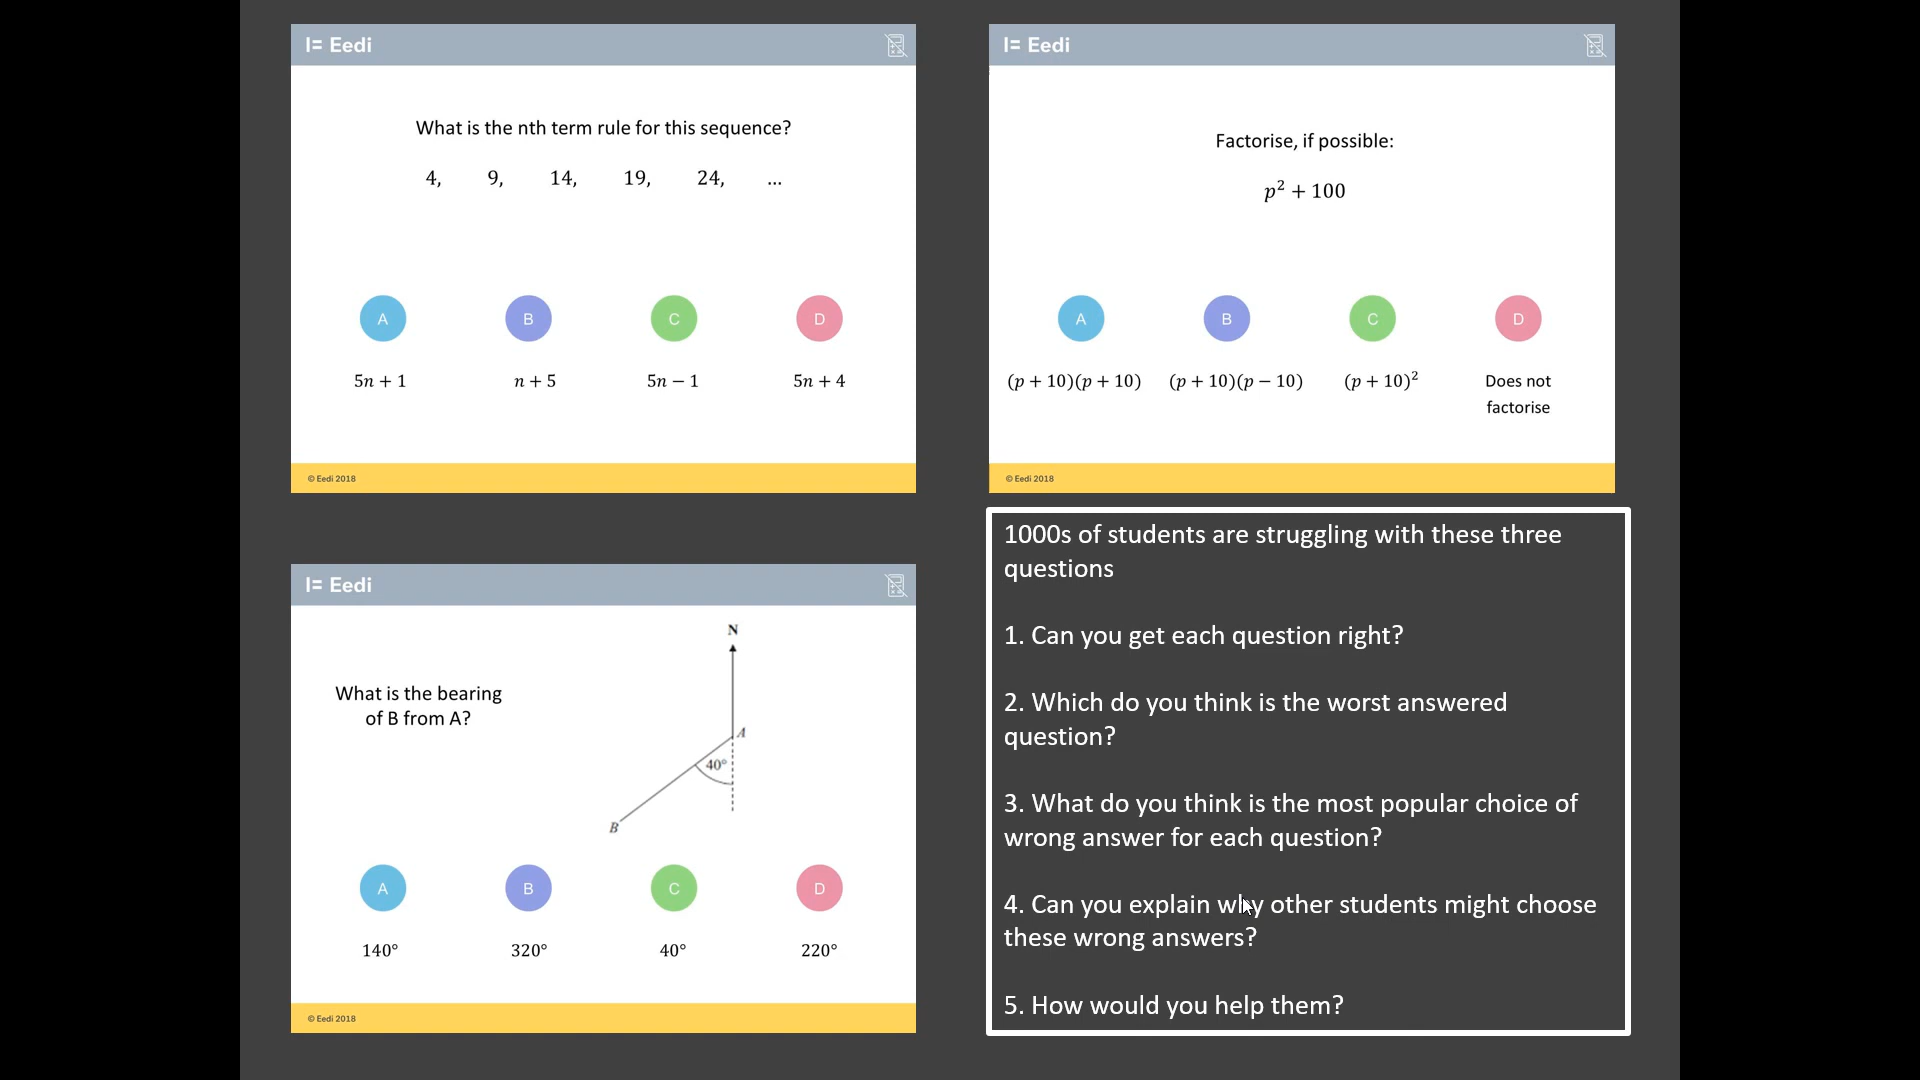 I= Eedi
What is the nth term rule for this sequence?
4, 9, 14, 19, 24, ...
A B C D
5n + 1 n + 5 5n − 1 5n + 4
© Eedi 2018
I= Eedi
Factorise, if possible:
p² + 100
A B C D
(p + 10)(p + 10) (p + 10)(p − 10) (p + 10)² Does not
factorise
© Eedi 2018
I= Eedi
N
What is the bearing
of B from A?
A
40°
B
A B C D
140° 320° 40° 220°
© Eedi 2018
1000s of students are struggling with these three
questions
1. Can you get each question right?
2. Which do you think is the worst answered
question?
3. What do you think is the most popular choice of
wrong answer for each question?
4. Can you explain why other students might choose
these wrong answers?
5. How would you help them?